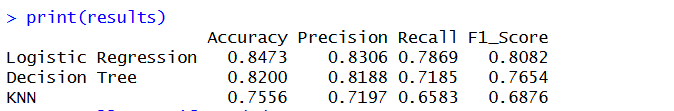 > print(results)
Accuracy Precision Recall F1_Score
Logistic Regression 0.8473 0.8306 0.7869 0.8082
Decision Tree 0.8200 0.8188 0.7185 0.7654
KNN 0.7556 0.7197 0.6583 0.6876